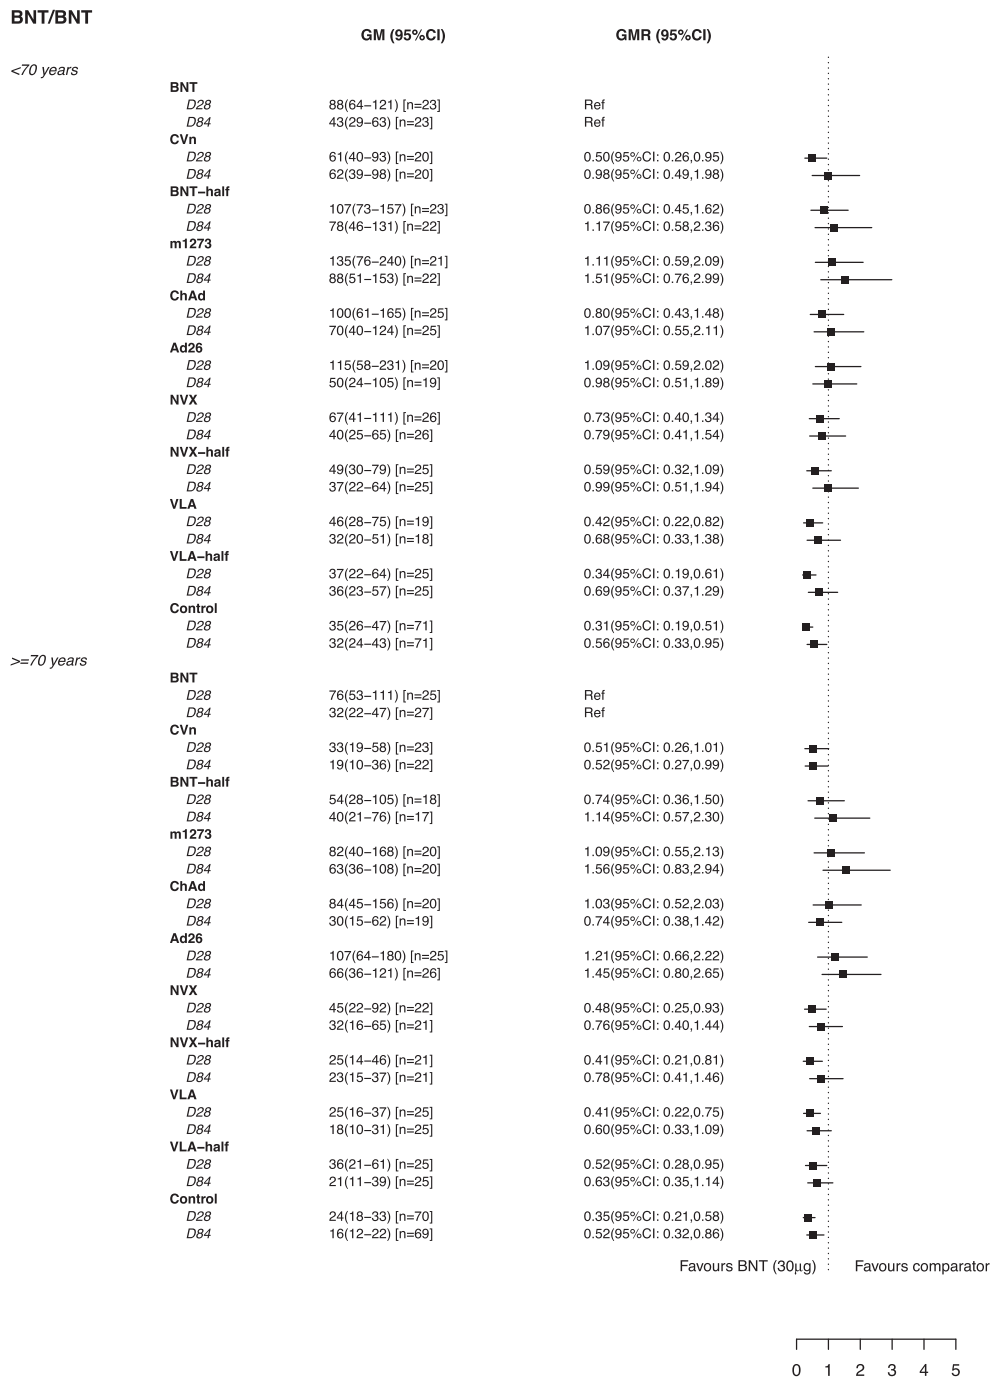 BNT/BNT
GM (95%CI) GMR (95%CI)
<70 years
BNT
D28 88(64−121) [n=23] Ref
D84 43(29−63) [n=23] Ref
CVn
D28 61(40−93) [n=20] 0.50(95%CI: 0.26,0.95)
D84 62(39−98) [n=20] 0.98(95%CI: 0.49,1.98)
BNT−half
D28 107(73−157) [n=23] 0.86(95%CI: 0.45,1.62)
D84 78(46−131) [n=22] 1.17(95%CI: 0.58,2.36)
m1273
D28 135(76−240) [n=21] 1.11(95%CI: 0.59,2.09)
D84 88(51−153) [n=22] 1.51(95%CI: 0.76,2.99)
ChAd
D28 100(61−165) [n=25] 0.80(95%CI: 0.43,1.48)
D84 70(40−124) [n=25] 1.07(95%CI: 0.55,2.11)
Ad26
D28 115(58−231) [n=20] 1.09(95%CI: 0.59,2.02)
D84 50(24−105) [n=19] 0.98(95%CI: 0.51,1.89)
NVX
D28 67(41−111) [n=26] 0.73(95%CI: 0.40,1.34)
D84 40(25−65) [n=26] 0.79(95%CI: 0.41,1.54)
NVX−half
D28 49(30−79) [n=25] 0.59(95%CI: 0.32,1.09)
D84 37(22−64) [n=25] 0.99(95%CI: 0.51,1.94)
VLA
D28 46(28−75) [n=19] 0.42(95%CI: 0.22,0.82)
D84 32(20−51) [n=18] 0.68(95%CI: 0.33,1.38)
VLA−half
D28 37(22−64) [n=25] 0.34(95%CI: 0.19,0.61)
D84 36(23−57) [n=25] 0.69(95%CI: 0.37,1.29)
Control
D28 35(26−47) [n=71] 0.31(95%CI: 0.19,0.51)
D84 32(24−43) [n=71] 0.56(95%CI: 0.33,0.95)
>=70 years
BNT
D28 76(53−111) [n=25] Ref
D84 32(22−47) [n=27] Ref
CVn
D28 33(19−58) [n=23] 0.51(95%CI: 0.26,1.01)
D84 19(10−36) [n=22] 0.52(95%CI: 0.27,0.99)
BNT−half
D28 54(28−105) [n=18] 0.74(95%CI: 0.36,1.50)
D84 40(21−76) [n=17] 1.14(95%CI: 0.57,2.30)
m1273
D28 82(40−168) [n=20] 1.09(95%CI: 0.55,2.13)
D84 63(36−108) [n=20] 1.56(95%CI: 0.83,2.94)
ChAd
D28 84(45−156) [n=20] 1.03(95%CI: 0.52,2.03)
D84 30(15−62) [n=19] 0.74(95%CI: 0.38,1.42)
Ad26
D28 107(64−180) [n=25] 1.21(95%CI: 0.66,2.22)
D84 66(36−121) [n=26] 1.45(95%CI: 0.80,2.65)
NVX
D28 45(22−92) [n=22] 0.48(95%CI: 0.25,0.93)
D84 32(16−65) [n=21] 0.76(95%CI: 0.40,1.44)
NVX−half
D28 25(14−46) [n=21] 0.41(95%CI: 0.21,0.81)
D84 23(15−37) [n=21] 0.78(95%CI: 0.41,1.46)
VLA
D28 25(16−37) [n=25] 0.41(95%CI: 0.22,0.75)
D84 18(10−31) [n=25] 0.60(95%CI: 0.33,1.09)
VLA−half
D28 36(21−61) [n=25] 0.52(95%CI: 0.28,0.95)
D84 21(11−39) [n=25] 0.63(95%CI: 0.35,1.14)
Control
D28 24(18−33) [n=70] 0.35(95%CI: 0.21,0.58)
D84 16(12−22) [n=69] 0.52(95%CI: 0.32,0.86)
Favours BNT (30μg) Favours comparator
0 1 2 3 4 5